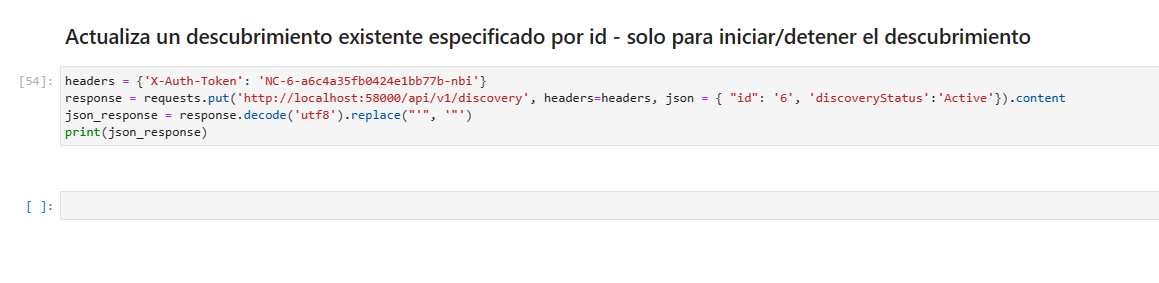 Actualiza un descubrimiento existente especificado por id - solo para iniciar/detener el descubrimiento
[54]: headers = {'X-Auth-Token': 'NC-6-a6c4a35fb0424e1bb77b-nbi'}
response = requests.put('http://localhost:58000/api/v1/discovery', headers=headers, json = { "id": '6', 'discoveryStatus':'Active'}).content
json_response = response.decode('utf8').replace("'", '"')
print(json_response)
[ ]: